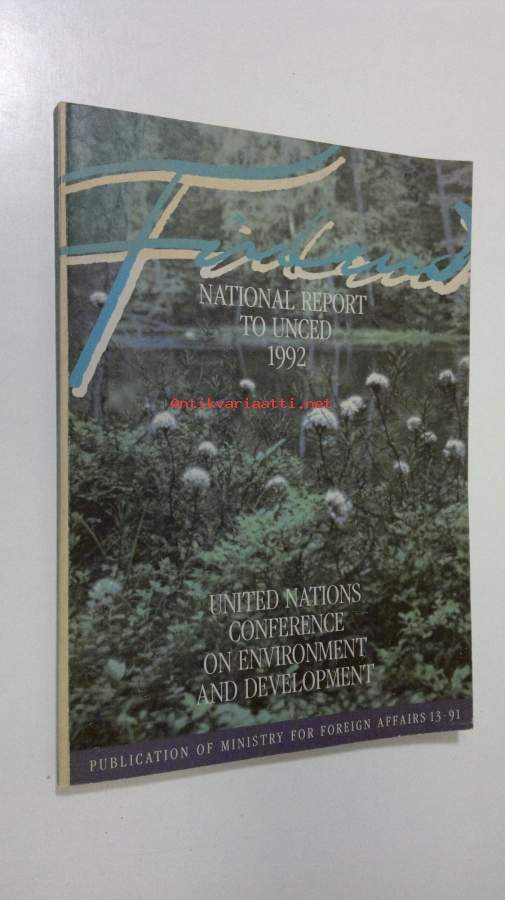 Finland
NATIONAL REPORT
TO UNCED
1992
Antikvariaatti.net
UNITED NATIONS
CONFERENCE
ON ENVIRONMENT
AND DEVELOPMENT
PUBLICATION OF MINISTRY FOR FOREIGN AFFAIRS 13-91